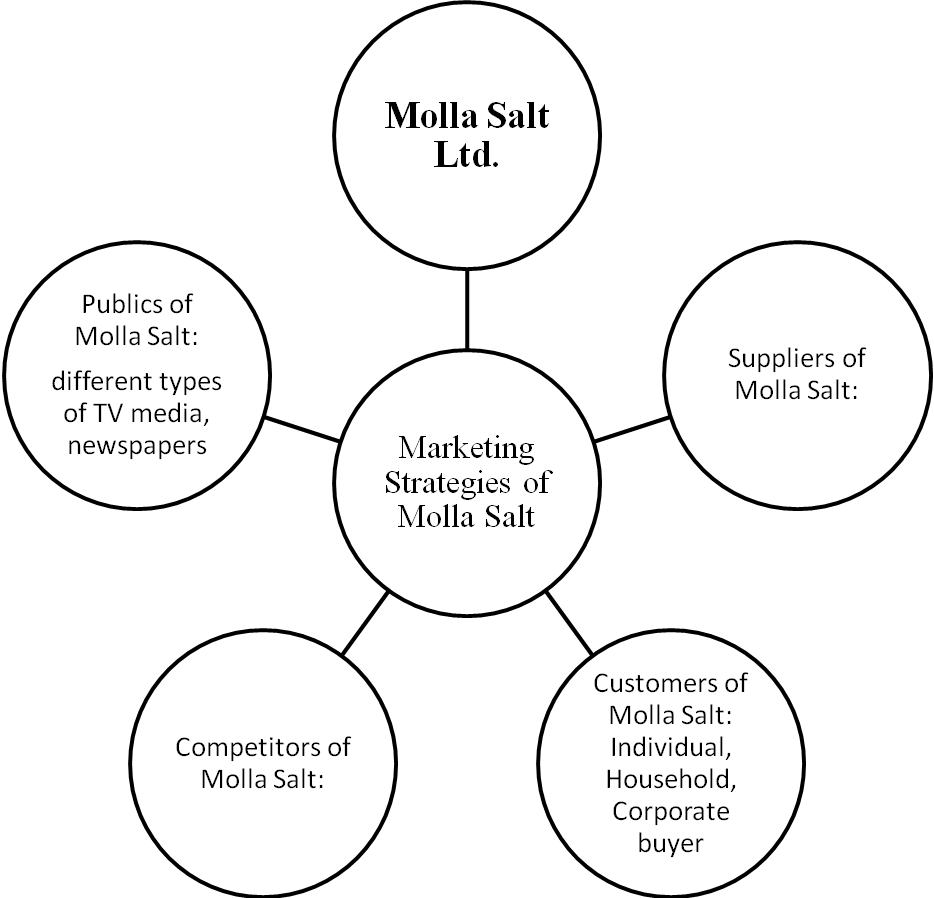 Molla Salt
Ltd.
Publics of
Molla Salt:
different types
of TV media,
newspapers
Suppliers of
Molla Salt:
Marketing
Strategies of
Molla Salt
Competitors of
Molla Salt:
Customers of
Molla Salt:
Individual,
Household,
Corporate
buyer